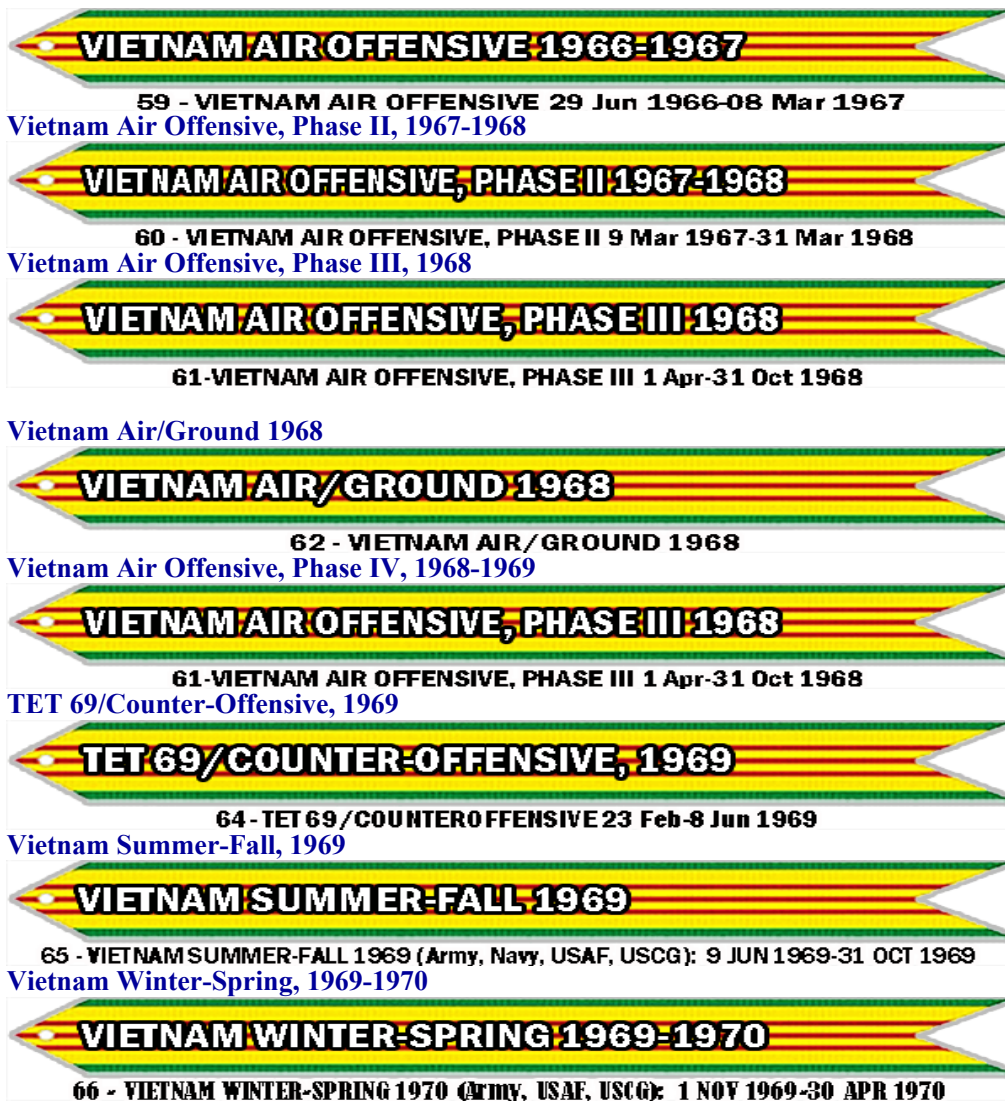 VIETNAM AIR OFFENSIVE 1966-1967
59 - VIETNAM AIR OFFENSIVE 29 Jun 1966-08 Mar 1967
Vietnam Air Offensive, Phase II, 1967-1968
VIETNAM AIR OFFENSIVE, PHASE II 1967-1968
60 - VIETNAM AIR OFFENSIVE, PHASE II 9 Mar 1967-31 Mar 1968
Vietnam Air Offensive, Phase III, 1968
VIETNAM AIR OFFENSIVE, PHASE III 1968
61-VIETNAM AIR OFFENSIVE, PHASE III 1 Apr-31 Oct 1968
Vietnam Air/Ground 1968
VIETNAM AIR/GROUND 1968
62 - VIETNAM AIR/GROUND 1968
Vietnam Air Offensive, Phase IV, 1968-1969
VIETNAM AIR OFFENSIVE, PHASE III 1968
61-VIETNAM AIR OFFENSIVE, PHASE III 1 Apr-31 Oct 1968
TET 69/Counter-Offensive, 1969
TET 69/COUNTER-OFFENSIVE, 1969
64 - TET 69/COUNTEROFFENSIVE 23 Feb-8 Jun 1969
Vietnam Summer-Fall, 1969
VIETNAM SUMMER-FALL 1969
65 - VIETNAM SUMMER-FALL 1969 (Army, Navy, USAF, USCG): 9 JUN 1969-31 OCT 1969
Vietnam Winter-Spring, 1969-1970
VIETNAM WINTER-SPRING 1969-1970
66 - VIETNAM WINTER-SPRING 1970 (Army, USAF, USCG): 1 NOV 1969-30 APR 1970